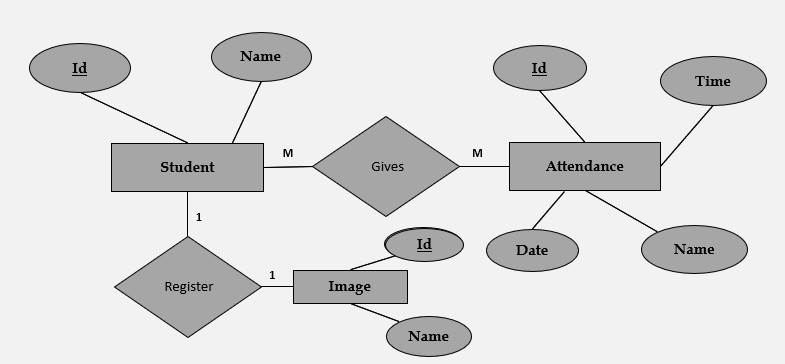 Id
Name
Id
Time
Student
M
Gives
M
Attendance
1
Id
Date
Name
Register
1
Image
Name